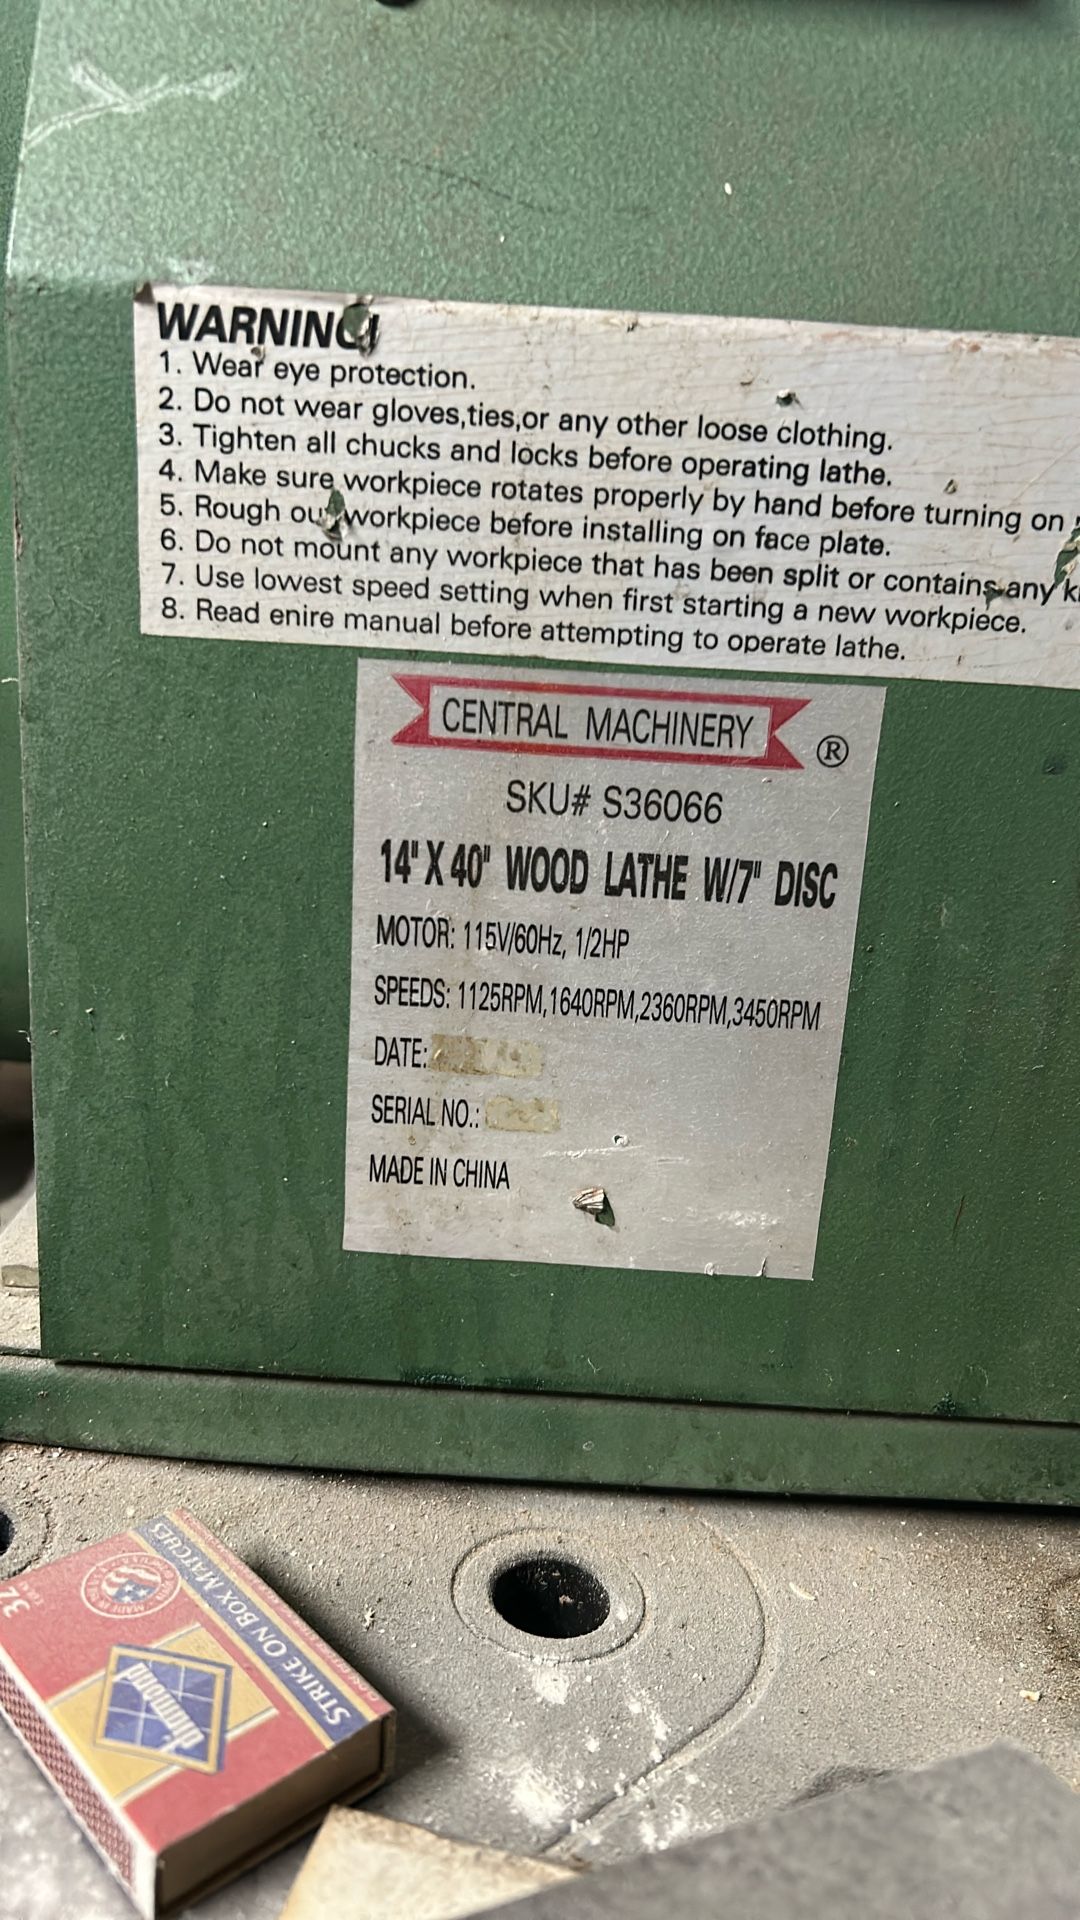 WARNING!
1. Wear eye protection.
2. Do not wear gloves,ties,or any other loose clothing.
3. Tighten all chucks and locks before operating lathe.
4. Make sure workpiece rotates properly by hand before turning on
5. Rough out workpiece before installing on face plate.
6. Do not mount any workpiece that has been split or contains any
7. Use lowest speed setting when first starting a new workpiece.
8. Read enire manual before attempting to operate lathe.
CENTRAL MACHINERY ®
SKU# S36066
14" X 40" WOOD LATHE W/7" DISC
MOTOR: 115V/60Hz, 1/2HP
SPEEDS: 1125RPM,1640RPM,2360RPM,3450RPM
DATE:
SERIAL NO.:
MADE IN CHINA
STRIKE ON BOX MATCHES
diamond
32